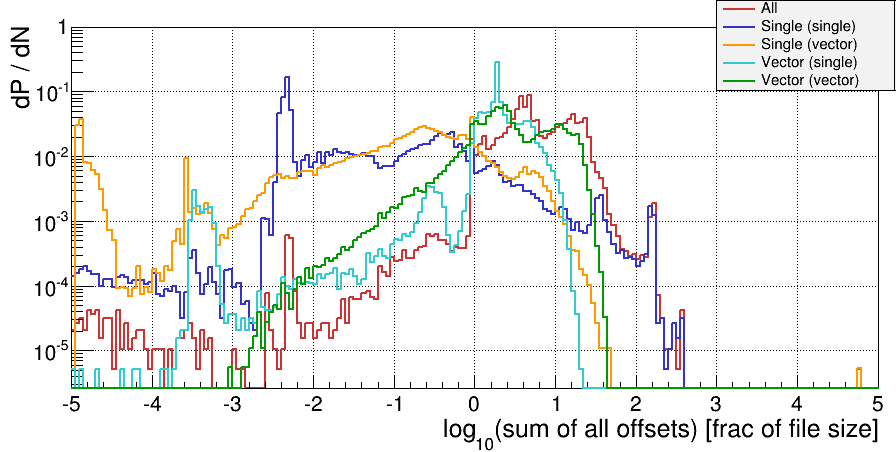 All
Single (single)
Single (vector)
Vector (single)
Vector (vector)
dP / dN
1
10^-1
10^-2
10^-3
10^-4
10^-5
-5 -4 -3 -2 -1 0 1 2 3 4 5
log_10(sum of all offsets) [frac of file size]